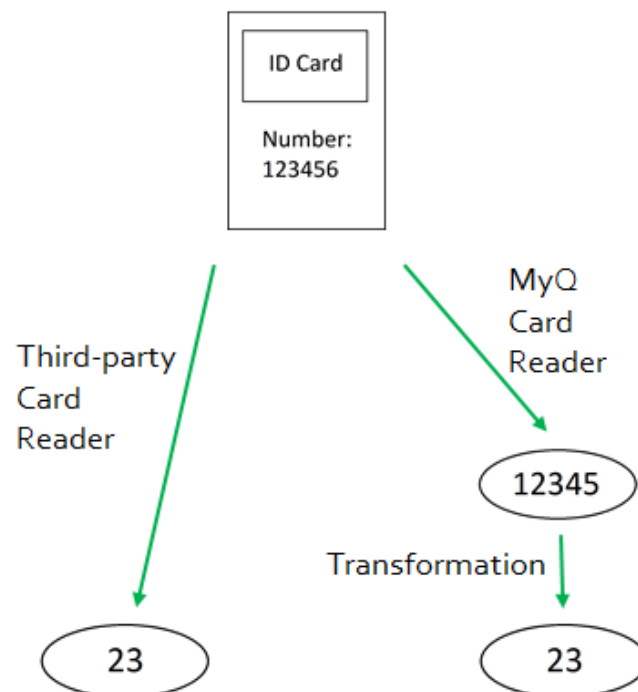 ID Card
Number:
123456
Third-party
Card
Reader
MyQ
Card
Reader
12345
Transformation
23
23